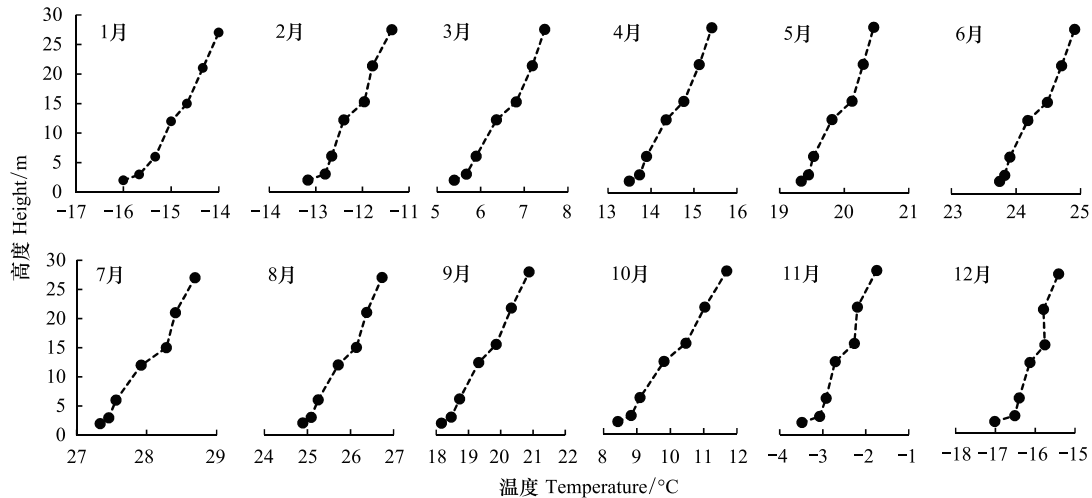 高度 Height/m
30
25
20
15
10
5
0
1月
−17 −16 −15 −14
2月
−14 −13 −12 −11
3月
5 6 7 8
4月
13 14 15 16
5月
19 20 21
6月
23 24 25
30
25
20
15
10
5
0
7月
27 28 29
8月
24 25 26 27
9月
18 19 20 21 22
10月
8 9 10 11 12
11月
−4 −3 −2 −1
12月
−18 −17 −16 −15
温度 Temperature/°C